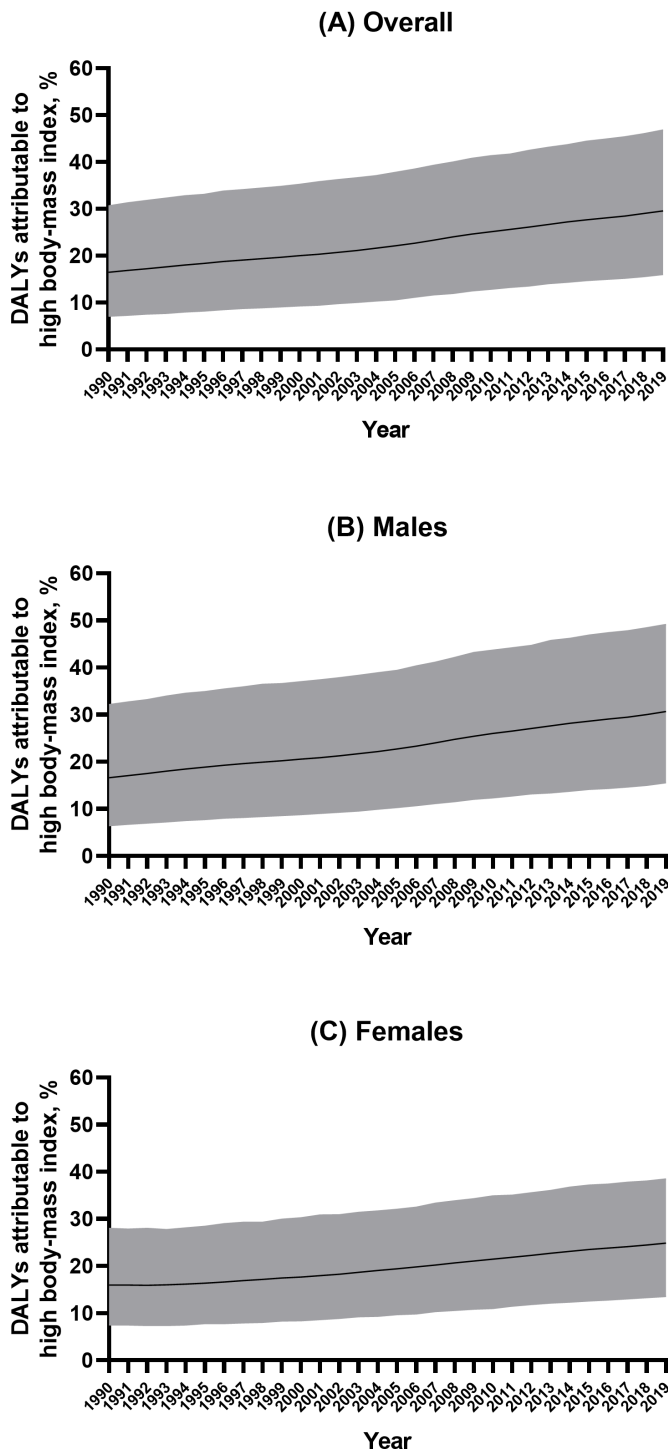 (A) Overall
DALYs attributable to
high body-mass index, %
60
50
40
30
20
10
0
1990 1991 1992 1993 1994 1995 1996 1997 1998 1999 2000 2001 2002 2003 2004 2005 2006 2007 2008 2009 2010 2011 2012 2013 2014 2015 2016 2017 2018 2019
Year
(B) Males
DALYs attributable to
high body-mass index, %
60
50
40
30
20
10
0
1990 1991 1992 1993 1994 1995 1996 1997 1998 1999 2000 2001 2002 2003 2004 2005 2006 2007 2008 2009 2010 2011 2012 2013 2014 2015 2016 2017 2018 2019
Year
(C) Females
DALYs attributable to
high body-mass index, %
60
50
40
30
20
10
0
1990 1991 1992 1993 1994 1995 1996 1997 1998 1999 2000 2001 2002 2003 2004 2005 2006 2007 2008 2009 2010 2011 2012 2013 2014 2015 2016 2017 2018 2019
Year